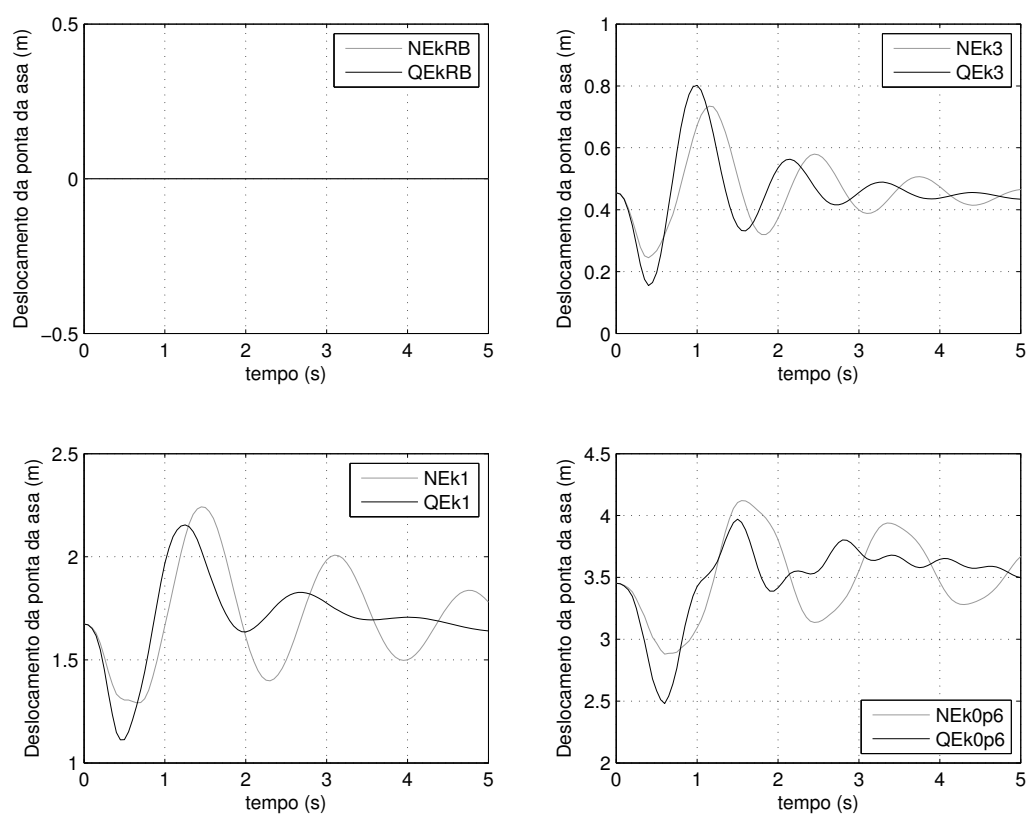 Deslocamento da ponta da asa (m)
0.5
0
−0.5
0 1 2 3 4 5
tempo (s)
NEkRB
QEkRB
Deslocamento da ponta da asa (m)
1
0.8
0.6
0.4
0.2
0
0 1 2 3 4 5
tempo (s)
NEk3
QEk3
Deslocamento da ponta da asa (m)
2.5
2
1.5
1
0 1 2 3 4 5
tempo (s)
NEk1
QEk1
Deslocamento da ponta da asa (m)
4.5
4
3.5
3
2.5
2
0 1 2 3 4 5
tempo (s)
NEk0p6
QEk0p6